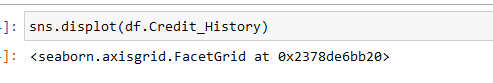 ]: sns.displot(df.Credit_History)
]: <seaborn.axisgrid.FacetGrid at 0x2378de6bb20>